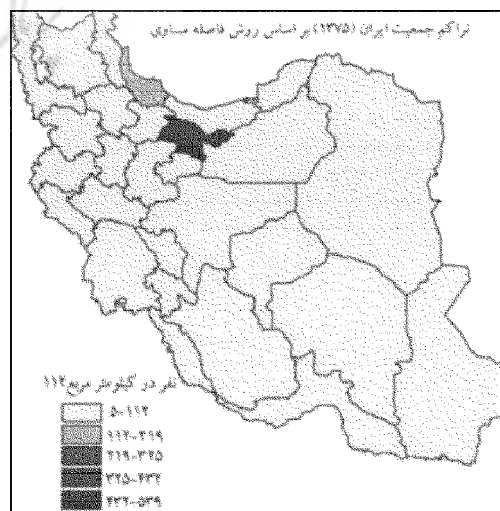 تراکم جمعیت ایران (۱۳۷۵) بر اساس روش فاصله مساوی
نفر در کیلومتر مربع ۱۱۲
۵-۱۱۲
۱۱۲-۲۱۹
۲۱۹-۳۲۵
۳۲۵-۴۳۲
۴۳۲-۵۳۹